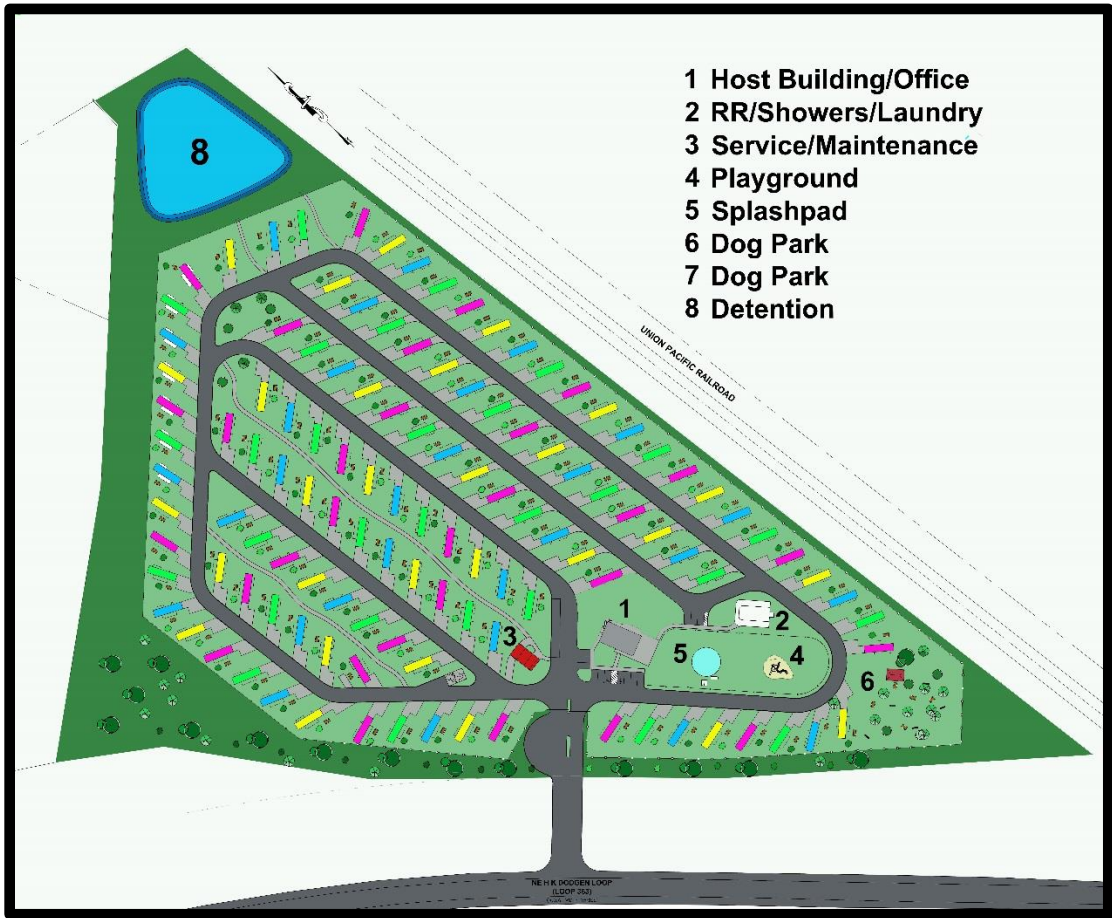 1 Host Building/Office
2 RR/Showers/Laundry
3 Service/Maintenance
4 Playground
5 Splashpad
6 Dog Park
7 Dog Park
8 Detention
8
UNION PACIFIC RAILROAD
1
2
3
5
4
6
NE H K DODGEN LOOP
(LOOP 363)